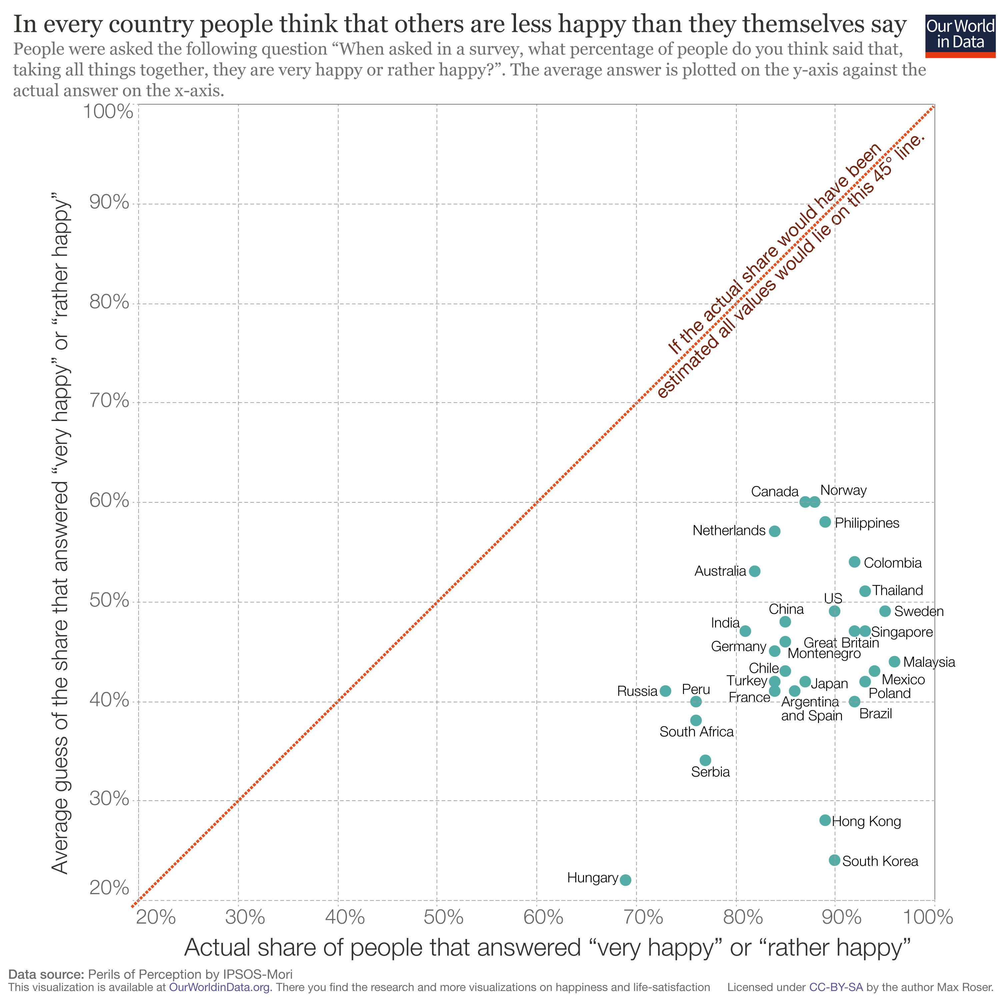 In every country people think that others are less happy than they themselves say
Our World
in Data
People were asked the following question “When asked in a survey, what percentage of people do you think said that,
taking all things together, they are very happy or rather happy?”. The average answer is plotted on the y-axis against the
actual answer on the x-axis.
Average guess of the share that answered “very happy” or “rather happy”
100%
90%
80%
70%
60%
50%
40%
30%
20%
If the actual share would have been
estimated all values would lie on this 45° line.
Canada
Norway
Philippines
Netherlands
Colombia
Australia
Thailand
US
China
Sweden
India
Singapore
Great Britain
Germany
Montenegro
Malaysia
Chile
Mexico
Turkey
Japan
Russia
Peru
Poland
France
Argentina
and Spain
Brazil
South Africa
Serbia
Hong Kong
South Korea
Hungary
20%
30%
40%
50%
60%
70%
80%
90%
100%
Actual share of people that answered “very happy” or “rather happy”
Data source: Perils of Perception by IPSOS-Mori
This visualization is available at OurWorldinData.org. There you find the research and more visualizations on happiness and life-satisfaction
Licensed under CC-BY-SA by the author Max Roser.